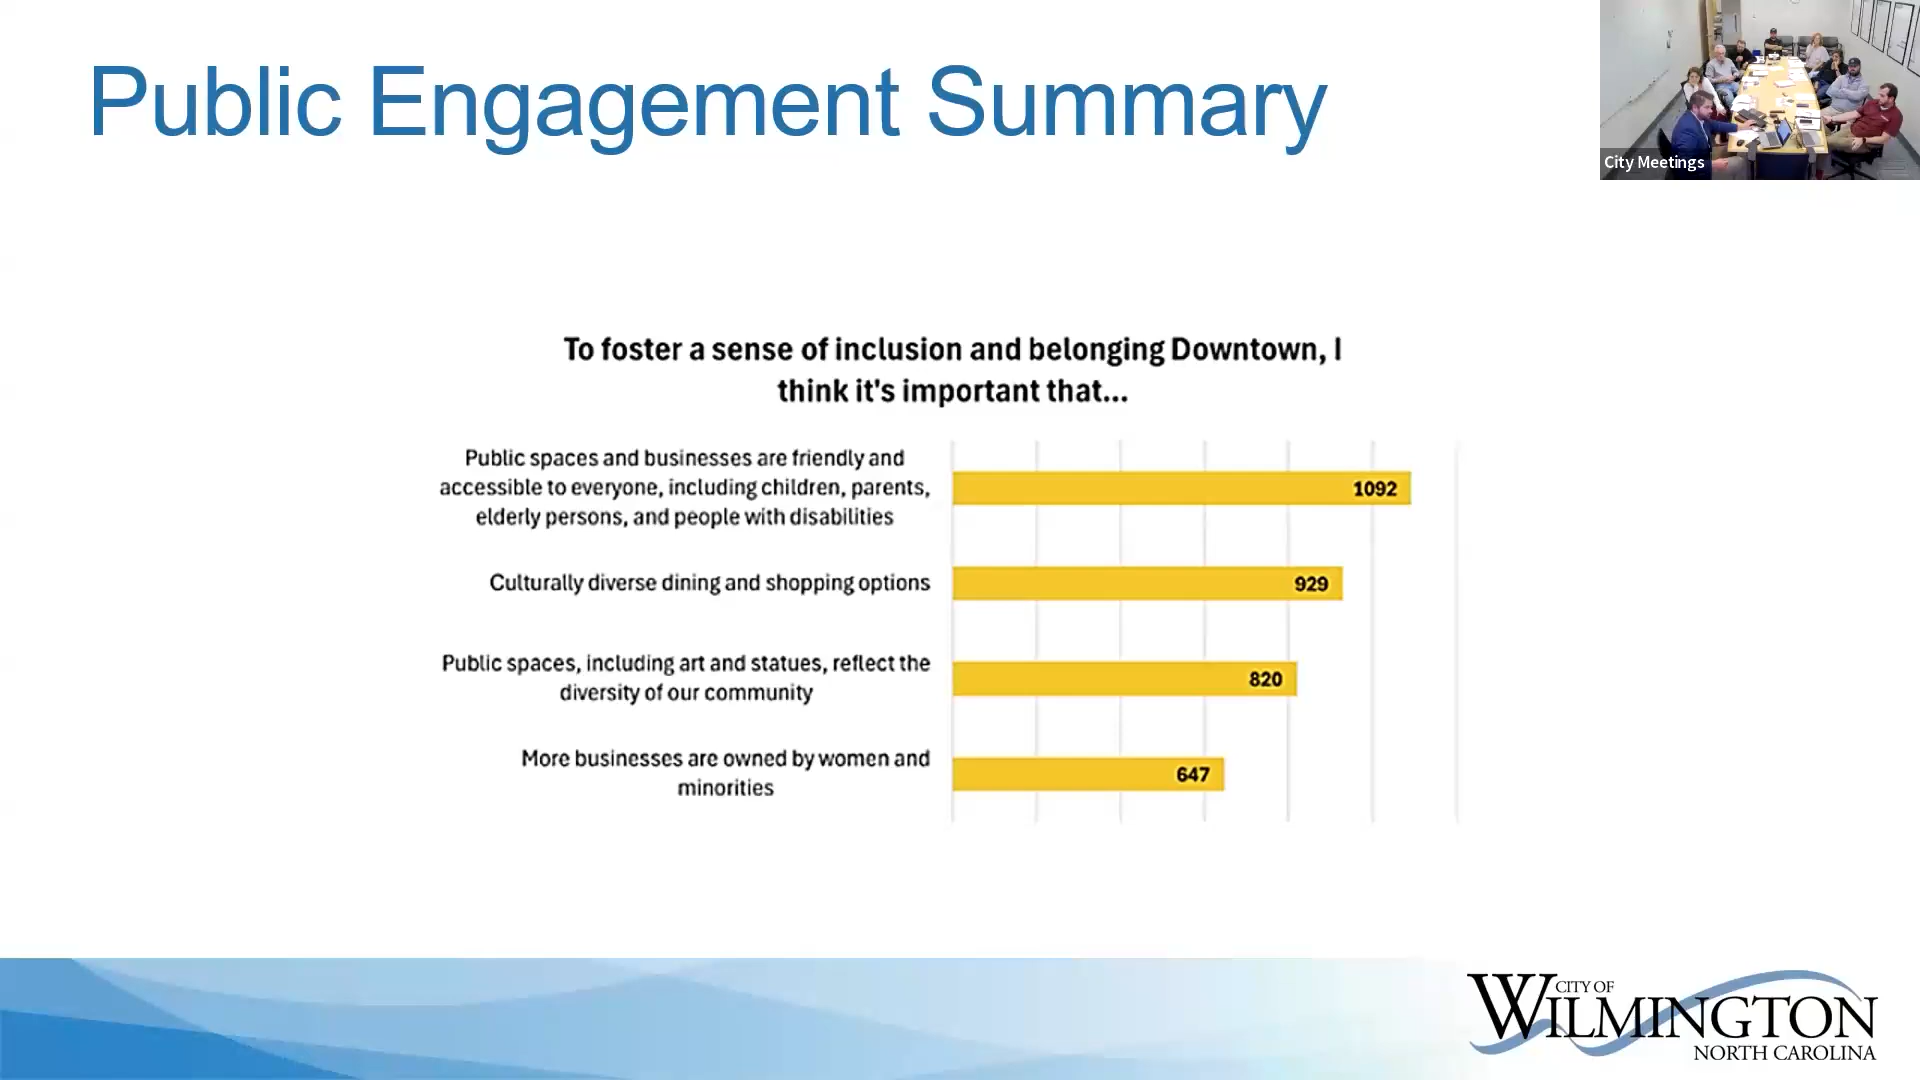 Public Engagement Summary
City Meetings
To foster a sense of inclusion and belonging Downtown, I
think it's important that...
Public spaces and businesses are friendly and
accessible to everyone, including children, parents,
elderly persons, and people with disabilities
1092
Culturally diverse dining and shopping options
929
Public spaces, including art and statues, reflect the
diversity of our community
820
More businesses are owned by women and
minorities
647
CITY OF
WILMINGTON
NORTH CAROLINA